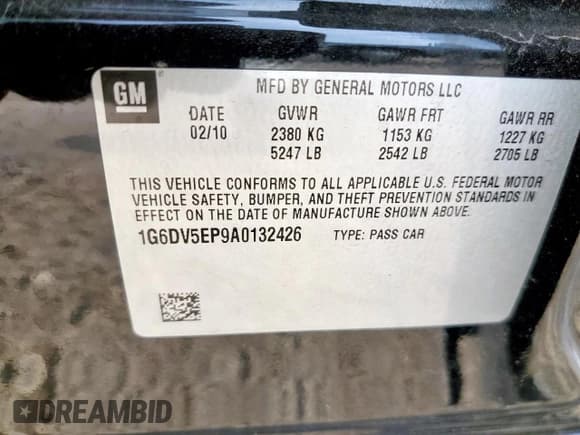 GM
MFD BY GENERAL MOTORS LLC
DATE GVWR GAWR FRT GAWR RR
02/10 2380 KG 1153 KG 1227 KG
5247 LB 2542 LB 2705 LB
THIS VEHICLE CONFORMS TO ALL APPLICABLE U.S. FEDERAL MOTOR
VEHICLE SAFETY, BUMPER, AND THEFT PREVENTION STANDARDS IN
EFFECT ON THE DATE OF MANUFACTURE SHOWN ABOVE.
1G6DV5EP9A0132426 TYPE: PASS CAR
DREAMBID